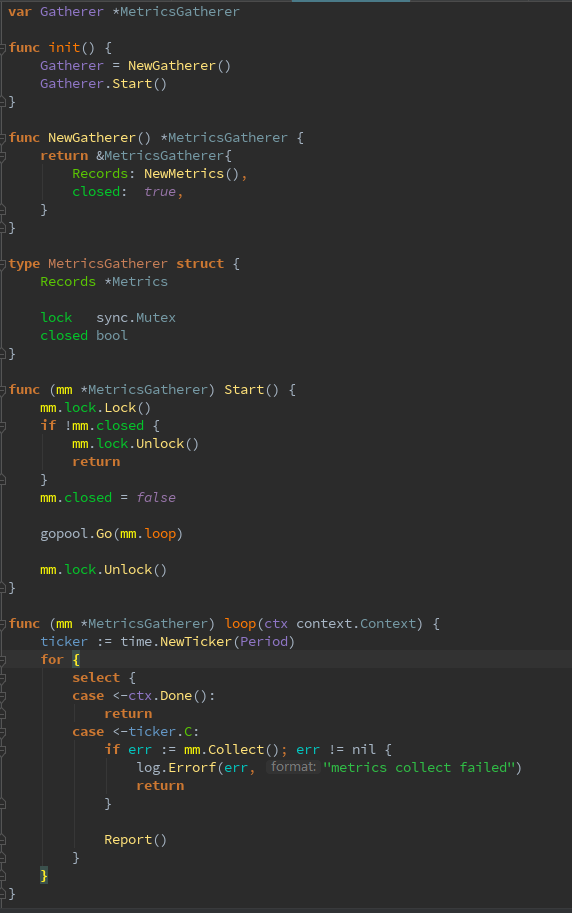 var Gatherer *MetricsGatherer

func init() {
    Gatherer = NewGatherer()
    Gatherer.Start()
}

func NewGatherer() *MetricsGatherer {
    return &MetricsGatherer{
        Records: NewMetrics(),
        closed:  true,
    }
}

type MetricsGatherer struct {
    Records *Metrics

    lock   sync.Mutex
    closed bool
}

func (mm *MetricsGatherer) Start() {
    mm.lock.Lock()
    if !mm.closed {
        mm.lock.Unlock()
        return
    }
    mm.closed = false

    gopool.Go(mm.loop)

    mm.lock.Unlock()
}

func (mm *MetricsGatherer) loop(ctx context.Context) {
    ticker := time.NewTicker(Period)
    for {
        select {
        case <-ctx.Done():
            return
        case <-ticker.C:
            if err := mm.Collect(); err != nil {
                log.Errorf(err, format: "metrics collect failed")
                return
            }

            Report()
        }
    }
}